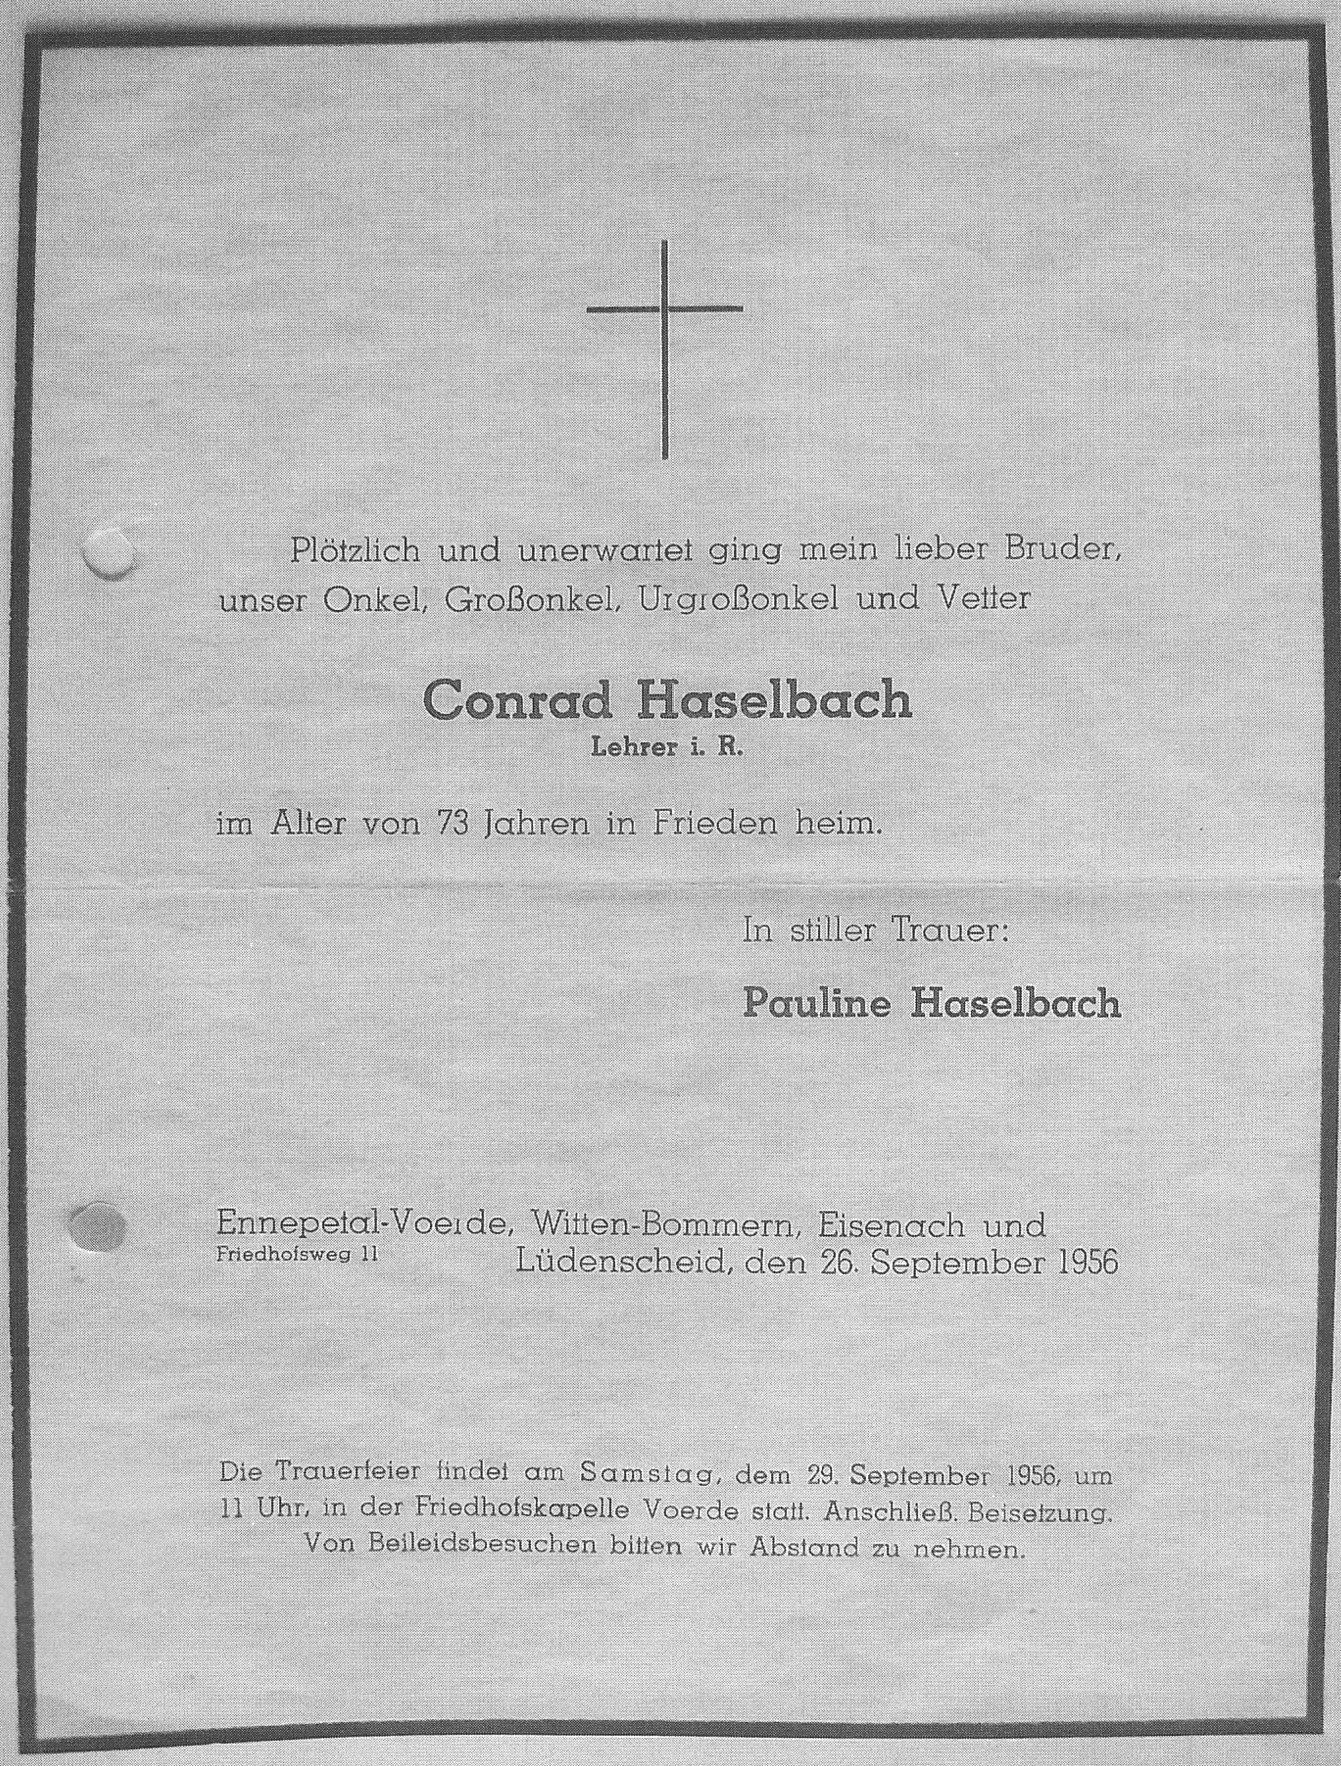 Plötzlich und unerwartet ging mein lieber Bruder,
unser Onkel, Großonkel, Urgroßonkel und Vetter
Conrad Haselbach
Lehrer i. R.
im Alter von 73 Jahren in Frieden heim.
In stiller Trauer:
Pauline Haselbach
Ennepetal-Voerde, Witten-Bommern, Eisenach und
Friedhofsweg 11 Lüdenscheid, den 26. September 1956
Die Trauerfeier findet am Samstag, dem 29. September 1956, um
11 Uhr, in der Friedhofskapelle Voerde statt. Anschließ. Beisetzung.
Von Beileidsbesuchen bitten wir Abstand zu nehmen.